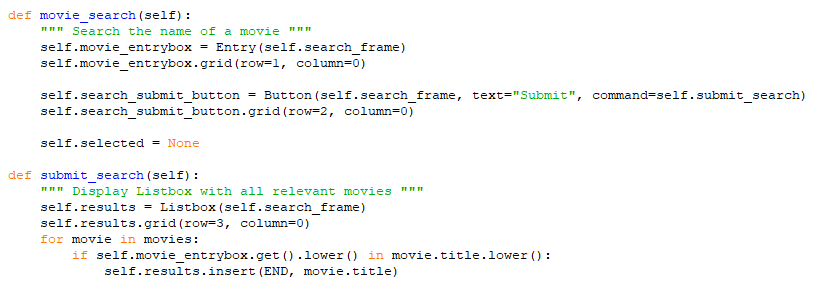 def movie_search(self):
    """ Search the name of a movie """
    self.movie_entrybox = Entry(self.search_frame)
    self.movie_entrybox.grid(row=1, column=0)

    self.search_submit_button = Button(self.search_frame, text="Submit", command=self.submit_search)
    self.search_submit_button.grid(row=2, column=0)

    self.selected = None

def submit_search(self):
    """ Display Listbox with all relevant movies """
    self.results = Listbox(self.search_frame)
    self.results.grid(row=3, column=0)
    for movie in movies:
        if self.movie_entrybox.get().lower() in movie.title.lower():
            self.results.insert(END, movie.title)